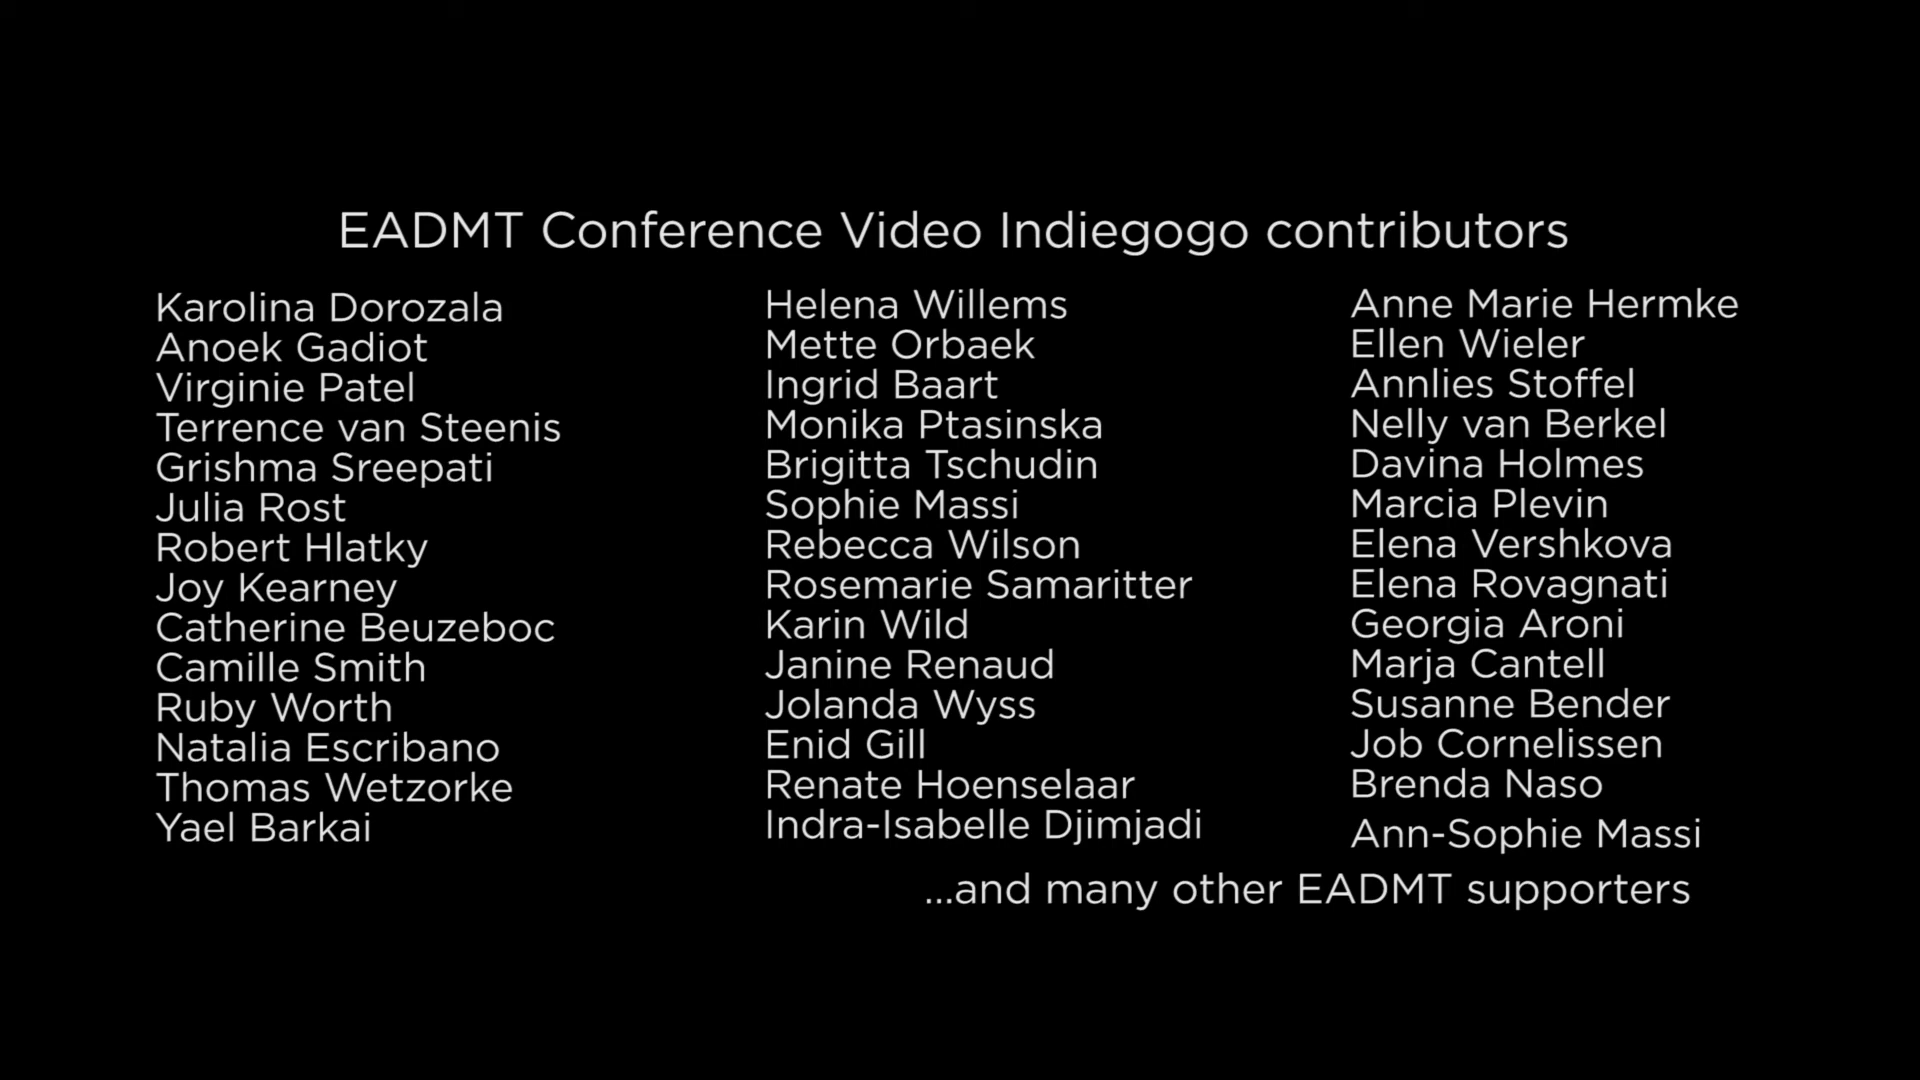 EADMT Conference Video Indiegogo contributors
Karolina Dorozala
Anoek Gadiot
Virginie Patel
Terrence van Steenis
Grishma Sreepati
Julia Rost
Robert Hlatky
Joy Kearney
Catherine Beuzeboc
Camille Smith
Ruby Worth
Natalia Escribano
Thomas Wetzorke
Yael Barkai
Helena Willems
Mette Orbaek
Ingrid Baart
Monika Ptasinska
Brigitta Tschudin
Sophie Massi
Rebecca Wilson
Rosemarie Samaritter
Karin Wild
Janine Renaud
Jolanda Wyss
Enid Gill
Renate Hoenselaar
Indra-Isabelle Djimjadi
Anne Marie Hermke
Ellen Wieler
Annlies Stoffel
Nelly van Berkel
Davina Holmes
Marcia Plevin
Elena Vershkova
Elena Rovagnati
Georgia Aroni
Marja Cantell
Susanne Bender
Job Cornelissen
Brenda Naso
Ann-Sophie Massi
...and many other EADMT supporters